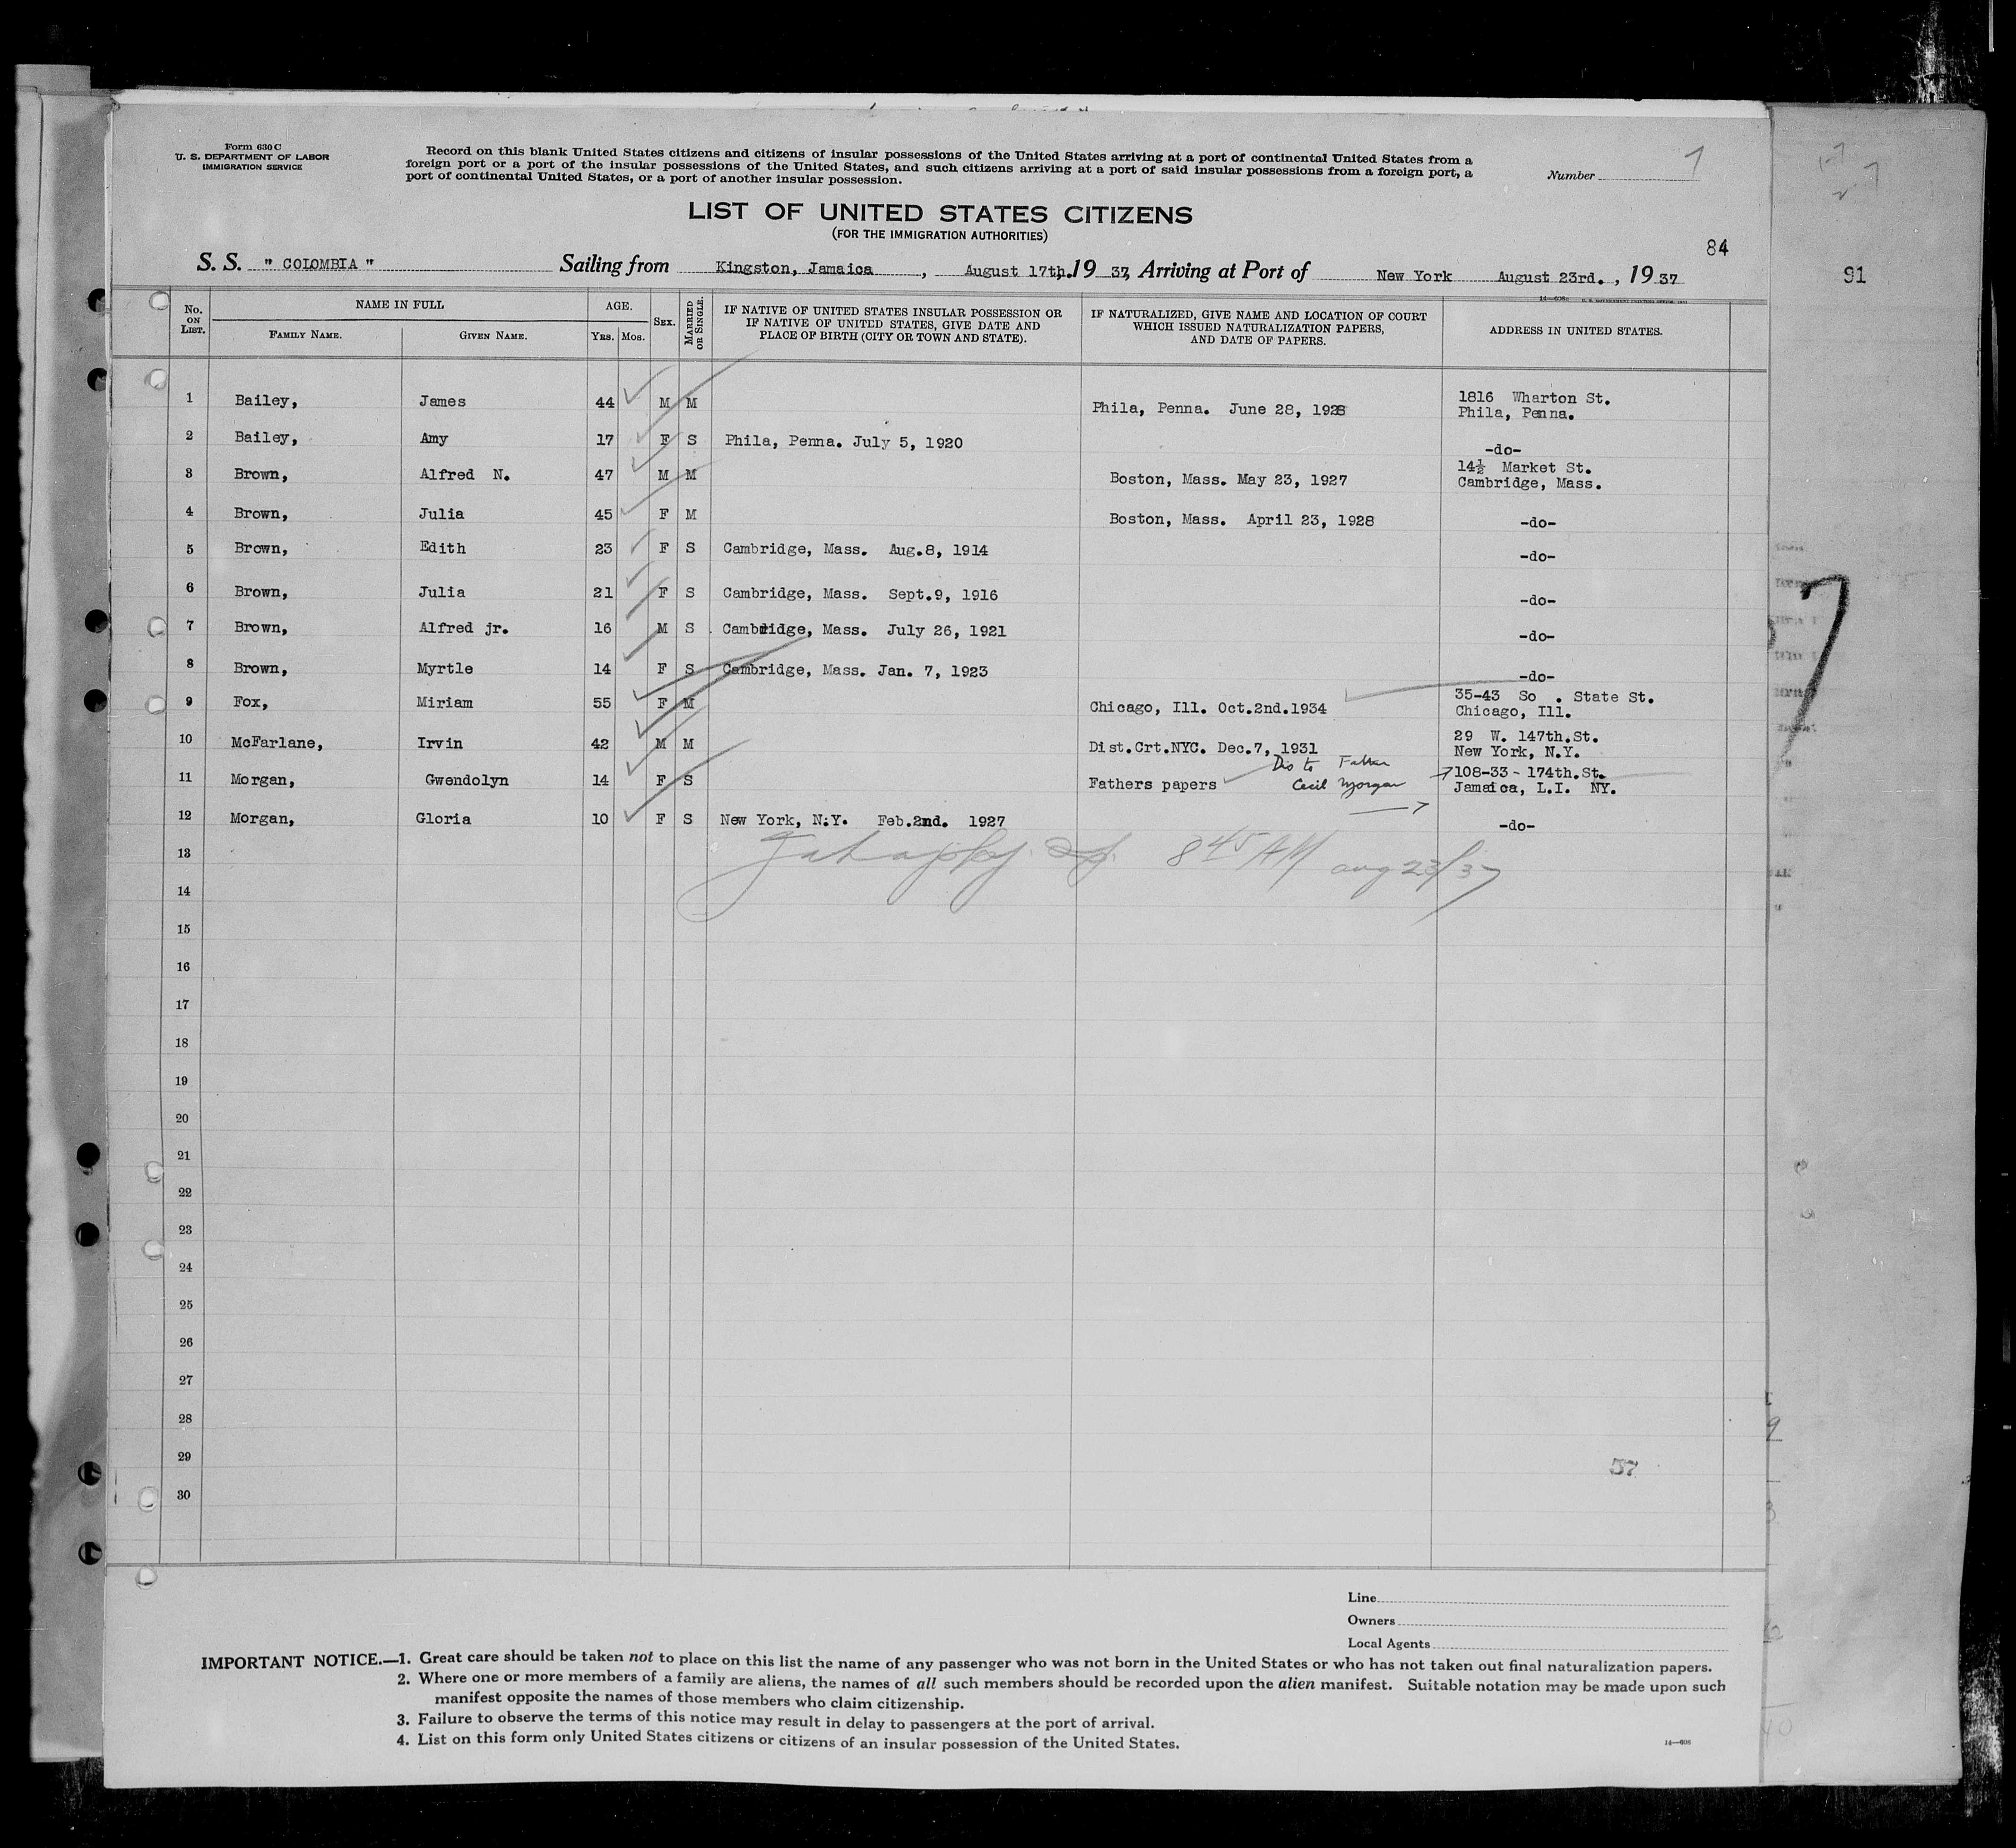 Form 630 C
U. S. DEPARTMENT OF LABOR
IMMIGRATION SERVICE
Record on this blank United States citizens and citizens of insular possessions of the United States arriving at a port of continental United States from a
foreign port or a port of the insular possessions of the United States, and such citizens arriving at a port of said insular possessions from a foreign port, a
port of continental United States, or a port of another insular possession.
Number 7
LIST OF UNITED STATES CITIZENS
(FOR THE IMMIGRATION AUTHORITIES)
84
S. S. " COLOMBIA " Sailing from Kingston, Jamaica, August 17th. 19 37, Arriving at Port of New York August 23rd., 19 37
91
No. ON LIST. NAME IN FULL FAMILY NAME. GIVEN NAME. AGE. YRS. MOS. SEX. MARRIED OR SINGLE. IF NATIVE OF UNITED STATES INSULAR POSSESSION OR IF NATIVE OF UNITED STATES, GIVE DATE AND PLACE OF BIRTH (CITY OR TOWN AND STATE). IF NATURALIZED, GIVE NAME AND LOCATION OF COURT WHICH ISSUED NATURALIZATION PAPERS, AND DATE OF PAPERS. ADDRESS IN UNITED STATES.
1 Bailey, James 44 M M Phila, Penna. June 28, 1928 1816 Wharton St.
Phila, Penna.
2 Bailey, Amy 17 F S Phila, Penna. July 5, 1920 -do-
3 Brown, Alfred N. 47 M M Boston, Mass. May 23, 1927 14½ Market St.
Cambridge, Mass.
4 Brown, Julia 45 F M Boston, Mass. April 23, 1928 -do-
5 Brown, Edith 23 F S Cambridge, Mass. Aug.8, 1914 -do-
6 Brown, Julia 21 F S Cambridge, Mass. Sept.9, 1916 -do-
7 Brown, Alfred jr. 16 M S Cambridge, Mass. July 26, 1921 -do-
8 Brown, Myrtle 14 F S Cambridge, Mass. Jan. 7, 1923 -do-
9 Fox, Miriam 55 F M Chicago, Ill. Oct.2nd.1934 35-43 So . State St.
Chicago, Ill.
10 McFarlane, Irvin 42 M M Dist.Crt.NYC. Dec.7, 1931 29 W. 147th.St.
New York, N.Y.
11 Morgan, Gwendolyn 14 F S Fathers papers Dis to Father Cecil Morgan 108-33 - 174th.St.
Jamaica, L.I. NY.
12 Morgan, Gloria 10 F S New York, N.Y. Feb.2nd. 1927 -do-
8 45 AM aug 23/37
13
14
15
16
17
18
19
20
21
22
23
24
25
26
27
28
29
30
37
Line
Owners
Local Agents
IMPORTANT NOTICE.—1. Great care should be taken not to place on this list the name of any passenger who was not born in the United States or who has not taken out final naturalization papers.
2. Where one or more members of a family are aliens, the names of all such members should be recorded upon the alien manifest. Suitable notation may be made upon such
manifest opposite the names of those members who claim citizenship.
3. Failure to observe the terms of this notice may result in delay to passengers at the port of arrival.
4. List on this form only United States citizens or citizens of an insular possession of the United States.
14—608